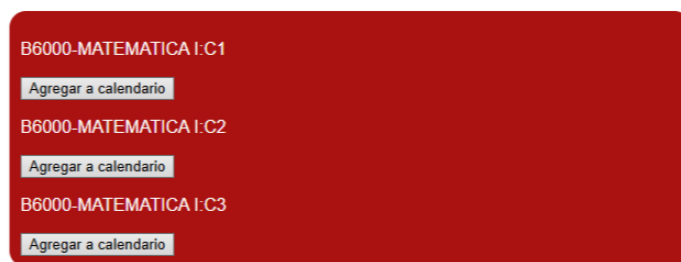 B6000-MATEMATICA I:C1
Agregar a calendario
B6000-MATEMATICA I:C2
Agregar a calendario
B6000-MATEMATICA I:C3
Agregar a calendario